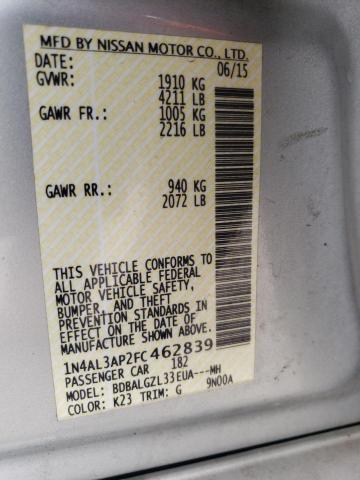 MFD BY NISSAN MOTOR CO., LTD.
DATE: 06/15
GVWR: 1910 KG
4211 LB
GAWR FR.: 1005 KG
2216 LB
GAWR RR.: 940 KG
2072 LB
THIS VEHICLE CONFORMS TO
ALL APPLICABLE FEDERAL
MOTOR VEHICLE SAFETY,
BUMPER, AND THEFT
PREVENTION STANDARDS IN
EFFECT ON THE DATE OF
MANUFACTURE SHOWN ABOVE.
1N4AL3AP2FC462839
PASSENGER CAR 182
MODEL: BDBALGZL33EUA---MH
COLOR: K23 TRIM: G 9N00A